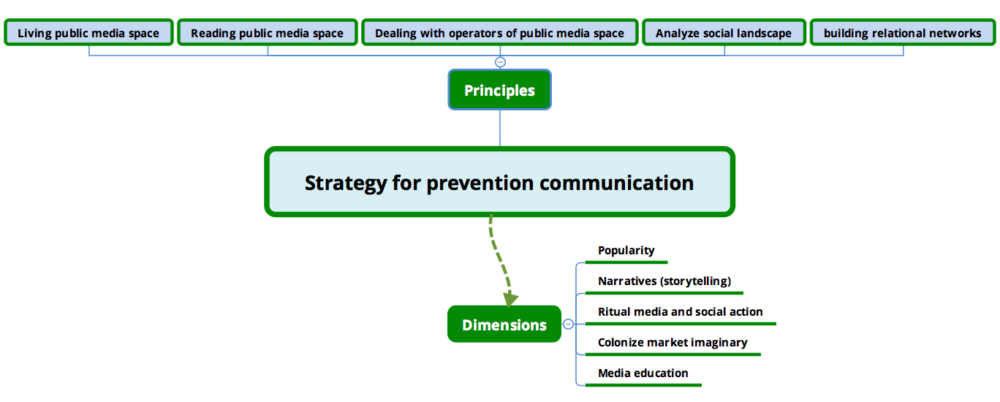 Living public media space
Reading public media space
Dealing with operators of public media space
Analyze social landscape
building relational networks
Principles
Strategy for prevention communication
Popularity
Narratives (storytelling)
Ritual media and social action
Dimensions
Colonize market imaginary
Media education